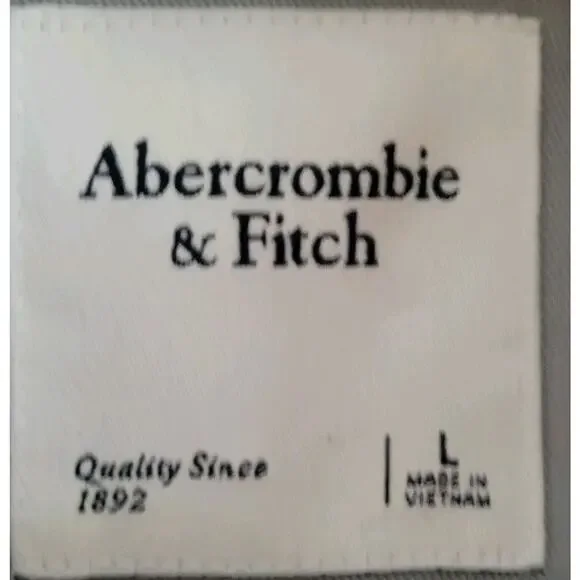 Abercrombie
& Fitch
Quality Since
1892
L
MADE IN
VIETNAM